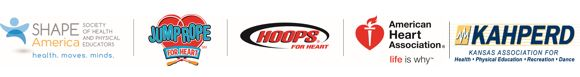 SHAPE
America
SOCIETY
OF HEALTH
AND PHYSICAL
EDUCATORS
health. moves. minds.
JUMP ROPE
FOR HEART
HOOPS
FOR HEART
American
Heart
Association®
life is why™
KAHPERD
KANSAS ASSOCIATION FOR
Health • Physical Education • Recreation • Dance